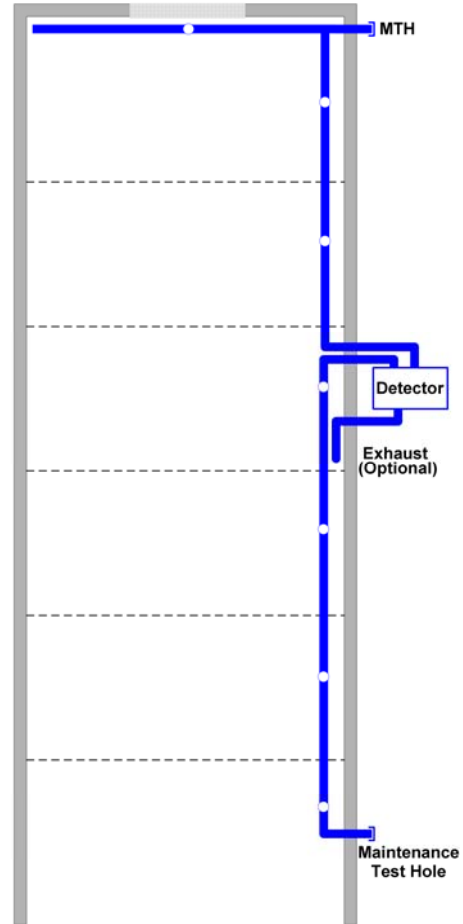 MTH
Detector
Exhaust
(Optional)
Maintenance
Test Hole